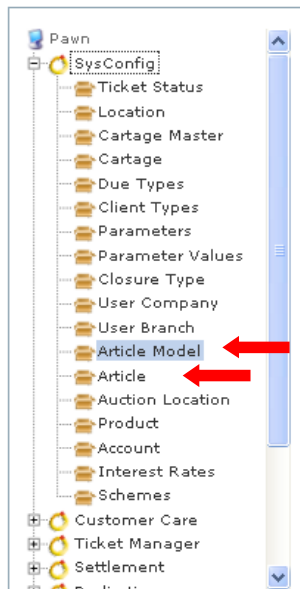 Pawn
SysConfig
Ticket Status
Location
Cartage Master
Cartage
Due Types
Client Types
Parameters
Parameter Values
Closure Type
User Company
User Branch
Article Model
Article
Auction Location
Product
Account
Interest Rates
Schemes
Customer Care
Ticket Manager
Settlement